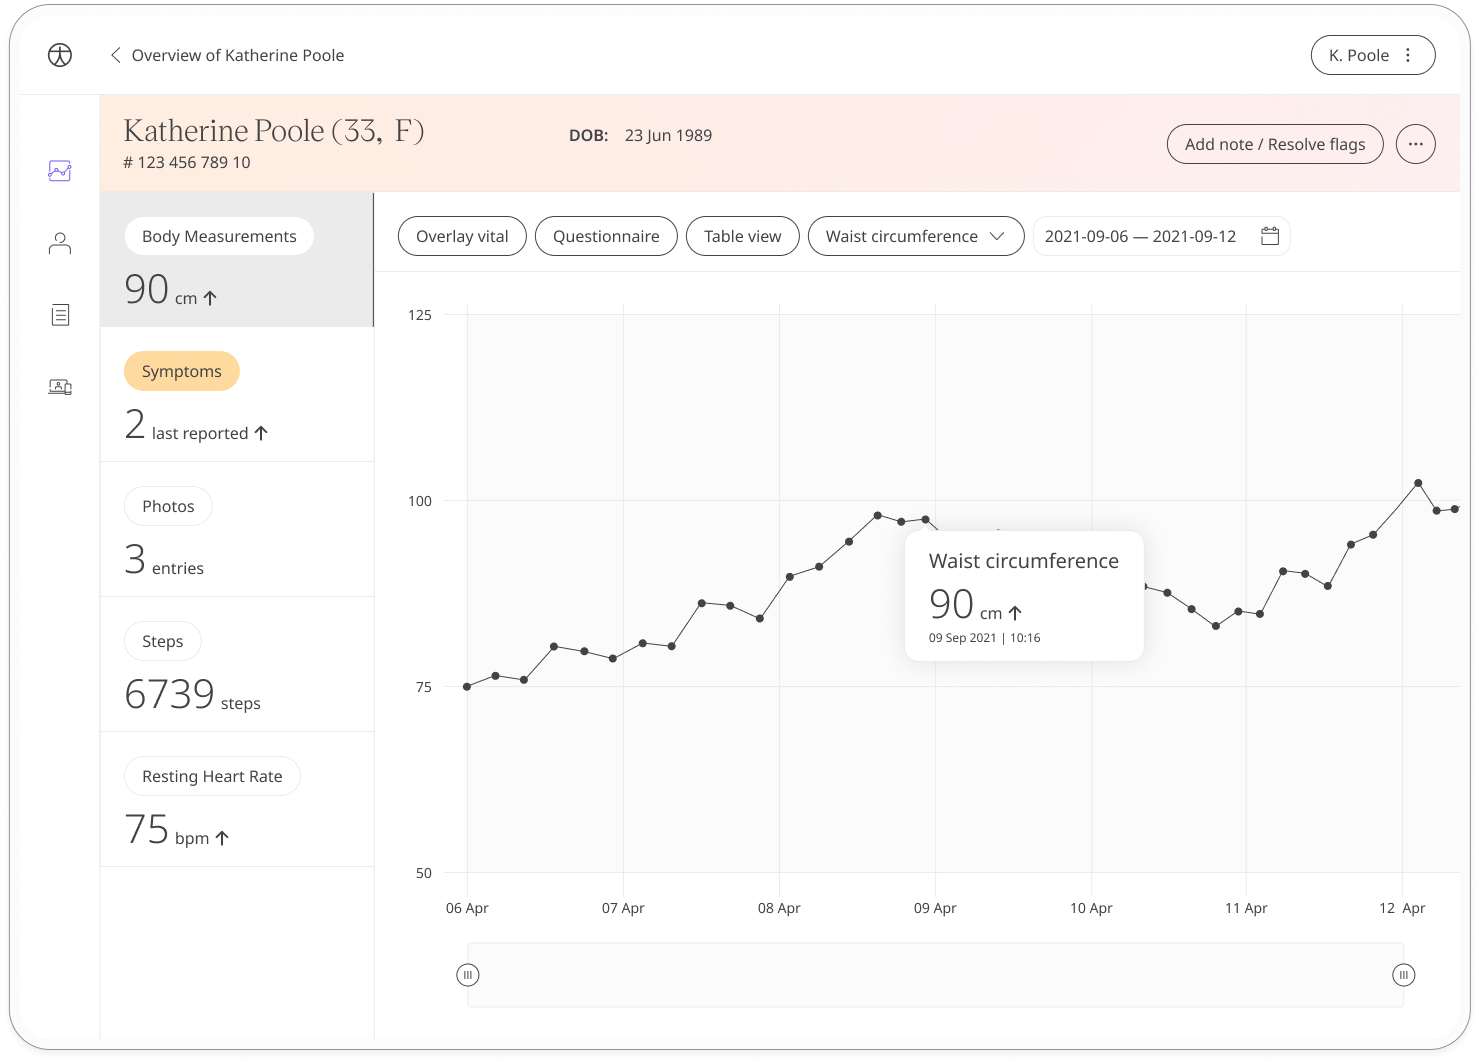 Overview of Katherine Poole
K. Poole
Katherine Poole (33, F)
# 123 456 789 10
DOB: 23 Jun 1989
Add note / Resolve flags
Body Measurements
90 cm ↑
Symptoms
2 last reported ↑
Photos
3 entries
Steps
6739 steps
Resting Heart Rate
75 bpm ↑
Overlay vital
Questionnaire
Table view
Waist circumference
2021-09-06 — 2021-09-12
125
100
75
50
Waist circumference
90 cm ↑
09 Sep 2021 | 10:16
06 Apr
07 Apr
08 Apr
09 Apr
10 Apr
11 Apr
12 Apr